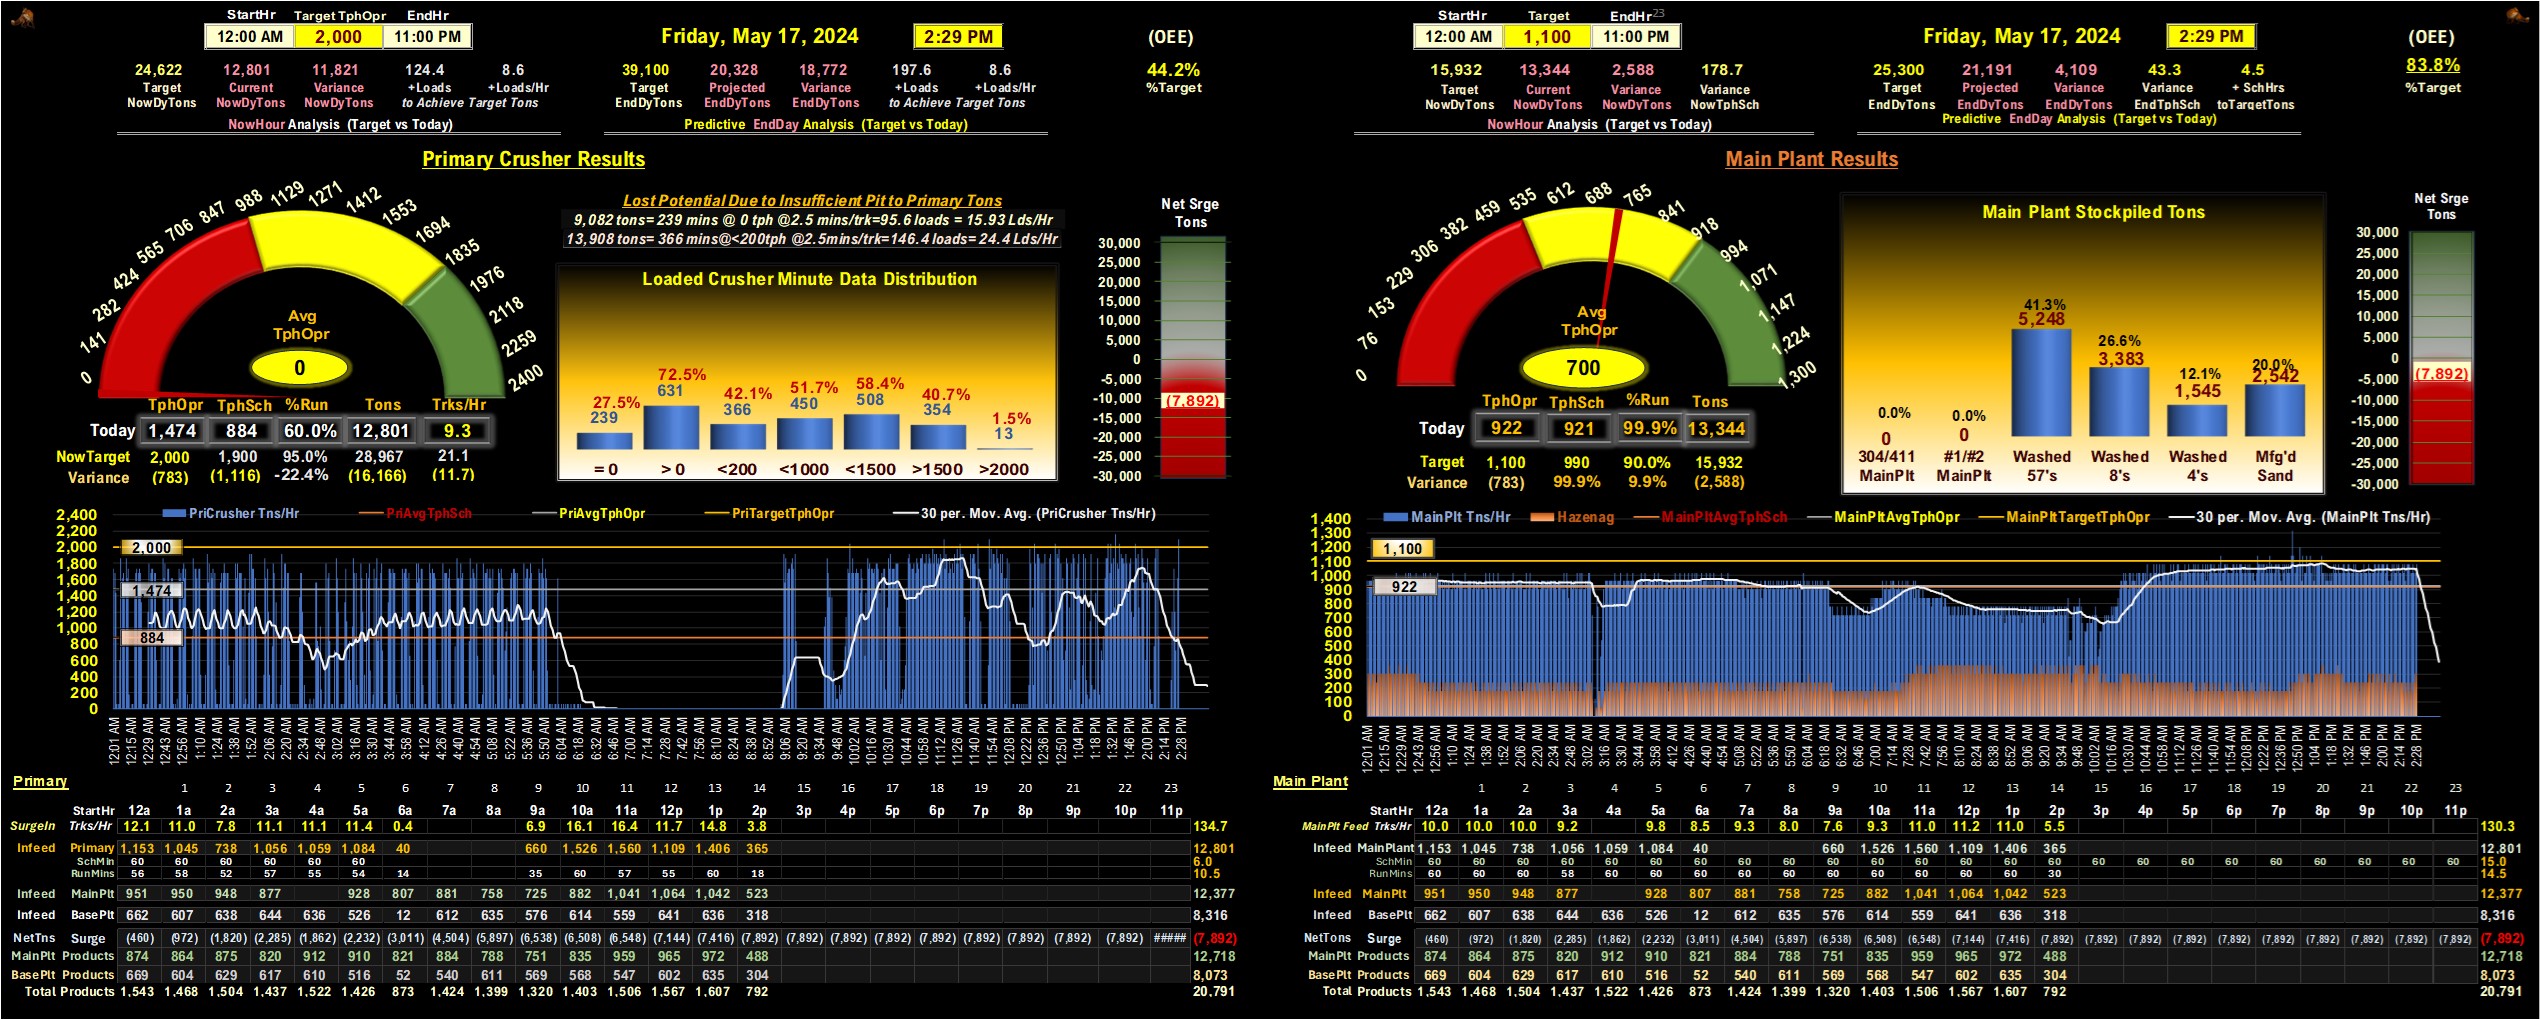 StartHr Target TphOpr EndHr
12:00 AM 2,000 11:00 PM
Friday, May 17, 2024 2:29 PM
(OEE)
24,622 12,801 11,821 124.4 8.6
Target Current Variance +Loads +Loads/Hr
NowDyTons NowDyTons NowDyTons to Achieve Target Tons
NowHour Analysis (Target vs Today)
39,100 20,328 18,772 197.6 8.6
Target Projected Variance +Loads +Loads/Hr
EndDyTons EndDyTons EndDyTons to Achieve Target Tons
Predictive EndDay Analysis (Target vs Today)
44.2%
%Target
Primary Crusher Results
0 141 282 424 565 706 847 988 1129 1271 1412 1553 1694 1835 1976 2118 2259 2400
Avg
TphOpr
0
TphOpr TphSch %Run Tons Trks/Hr
Today 1,474 884 60.0% 12,801 9.3
NowTarget 2,000 1,900 95.0% 28,967 21.1
Variance (783) (1,116) -22.4% (16,166) (11.7)
Lost Potential Due to Insufficient Pit to Primary Tons
9,082 tons= 239 mins @ 0 tph @2.5 mins/trk=95.6 loads = 15.93 Lds/Hr
13,908 tons= 366 mins@<200tph @2.5mins/trk=146.4 loads= 24.4 Lds/Hr
Loaded Crusher Minute Data Distribution
27.5% 72.5% 42.1% 51.7% 58.4% 40.7% 1.5%
239 631 366 450 508 354 13
= 0 > 0 <200 <1000 <1500 >1500 >2000
Net Srge
Tons
30,000
25,000
20,000
15,000
10,000
5,000
0
-5,000
-10,000
(7,892)
-15,000
-20,000
-25,000
-30,000
PriCrusher Tns/Hr PriAvgTphSch PriAvgTphOpr PriTargetTphOpr 30 per. Mov. Avg. (PriCrusher Tns/Hr)
2,400
2,200
2,000
1,800
1,600
1,400
1,200
1,000
800
600
400
200
0
2,000
1,474
884
12:01 AM 12:15 AM 12:29 AM 12:43 AM 12:56 AM 1:10 AM 1:24 AM 1:38 AM 1:52 AM 2:06 AM 2:20 AM 2:34 AM 2:48 AM 3:02 AM 3:16 AM 3:30 AM 3:44 AM 3:58 AM 4:12 AM 4:26 AM 4:40 AM 4:54 AM 5:08 AM 5:22 AM 5:36 AM 5:50 AM 6:04 AM 6:18 AM 6:32 AM 6:46 AM 7:00 AM 7:14 AM 7:28 AM 7:42 AM 7:56 AM 8:10 AM 8:24 AM 8:38 AM 8:52 AM 9:06 AM 9:20 AM 9:34 AM 9:48 AM 10:02 AM 10:16 AM 10:30 AM 10:44 AM 10:58 AM 11:12 AM 11:26 AM 11:40 AM 11:54 AM 12:08 PM 12:22 PM 12:36 PM 12:50 PM 1:04 PM 1:18 PM 1:32 PM 1:46 PM 2:00 PM 2:14 PM 2:28 PM
Primary
1 2 3 4 5 6 7 8 9 10 11 12 13 14 15 16 17 18 19 20 21 22 23
StartHr 12a 1a 2a 3a 4a 5a 6a 7a 8a 9a 10a 11a 12p 1p 2p 3p 4p 5p 6p 7p 8p 9p 10p 11p
SurgeIn Trks/Hr 12.1 11.0 7.8 11.1 11.1 11.4 0.4 6.9 16.1 16.4 11.7 14.8 3.8 134.7
Infeed Primary 1,153 1,045 738 1,056 1,059 1,084 40 660 1,526 1,560 1,109 1,406 365 12,801
SchMin 60 60 60 60 60 60 6.0
RunMins 56 58 52 57 55 54 14 35 60 57 55 60 18 10.5
Infeed MainPlt 951 950 948 877 928 807 881 758 725 882 1,041 1,064 1,042 523 12,377
Infeed BasePlt 662 607 638 644 636 526 12 612 635 576 614 559 641 636 318 8,316
NetTns Surge (460) (972) (1,820) (2,285) (1,862) (2,232) (3,011) (4,504) (5,897) (6,538) (6,508) (6,548) (7,144) (7,416) (7,892) (7,892) (7,892) (7,892) (7,892) (7,892) (7,892) (7,892) (7,892) ##### (7,892)
MainPlt Products 874 864 875 820 912 910 821 884 788 751 835 959 965 972 488 12,718
BasePlt Products 669 604 629 617 610 516 52 540 611 569 568 547 602 635 304 8,073
Total Products 1,543 1,468 1,504 1,437 1,522 1,426 873 1,424 1,399 1,320 1,403 1,506 1,567 1,607 792 20,791
StartHr Target EndHr 23
12:00 AM 1,100 11:00 PM
Friday, May 17, 2024 2:29 PM
(OEE)
15,932 13,344 2,588 178.7
Target Current Variance Variance
NowDyTons NowDyTons NowDyTons NowTphSch
NowHour Analysis (Target vs Today)
25,300 21,191 4,109 43.3 4.5
Target Projected Variance Variance + SchHrs
EndDyTons EndDyTons EndDyTons EndTphSch toTargetTons
Predictive EndDay Analysis (Target vs Today)
83.8%
%Target
Main Plant Results
0 76 153 229 306 382 459 535 612 688 765 841 918 994 1,071 1,147 1,224 1,300
Avg
TphOpr
700
TphOpr TphSch %Run Tons
Today 922 921 99.9% 13,344
Target 1,100 990 90.0% 15,932
Variance (783) 99.9% 9.9% (2,588)
Main Plant Stockpiled Tons
0.0% 0.0% 41.3% 26.6% 12.1% 20.0%
0 0 5,248 3,383 1,545 2,542
304/411 #1/#2 Washed Washed Washed Mfg'd
MainPlt MainPlt 57's 8's 4's Sand
Net Srge
Tons
30,000
25,000
20,000
15,000
10,000
5,000
0
(7,892)
-5,000
-10,000
-15,000
-20,000
-25,000
-30,000
MainPlt Tns/Hr Hazenag MainPltAvgTphSch MainPltAvgTphOpr MainPltTargetTphOpr 30 per. Mov. Avg. (MainPlt Tns/Hr)
1,400
1,300
1,200
1,100
1,000
900
800
700
600
500
400
300
200
100
0
1,100
922
12:01 AM 12:15 AM 12:29 AM 12:43 AM 12:56 AM 1:10 AM 1:24 AM 1:38 AM 1:52 AM 2:06 AM 2:20 AM 2:34 AM 2:48 AM 3:02 AM 3:16 AM 3:30 AM 3:44 AM 3:58 AM 4:12 AM 4:26 AM 4:40 AM 4:54 AM 5:08 AM 5:22 AM 5:36 AM 5:50 AM 6:04 AM 6:18 AM 6:32 AM 6:46 AM 7:00 AM 7:14 AM 7:28 AM 7:42 AM 7:56 AM 8:10 AM 8:24 AM 8:38 AM 8:52 AM 9:06 AM 9:20 AM 9:34 AM 9:48 AM 10:02 AM 10:16 AM 10:30 AM 10:44 AM 10:58 AM 11:12 AM 11:26 AM 11:40 AM 11:54 AM 12:08 PM 12:22 PM 12:36 PM 12:50 PM 1:04 PM 1:18 PM 1:32 PM 1:46 PM 2:00 PM 2:14 PM 2:28 PM
Main Plant
1 2 3 4 5 6 7 8 9 10 11 12 13 14 15 16 17 18 19 20 21 22 23
StartHr 12a 1a 2a 3a 4a 5a 6a 7a 8a 9a 10a 11a 12p 1p 2p 3p 4p 5p 6p 7p 8p 9p 10p 11p
MainPlt Feed Trks/Hr 10.0 10.0 10.0 9.2 9.8 8.5 9.3 8.0 7.6 9.3 11.0 11.2 11.0 5.5 130.3
Infeed MainPlant 1,153 1,045 738 1,056 1,059 1,084 40 660 1,526 1,560 1,109 1,406 365 12,801
SchMin 60 60 60 60 60 60 60 60 60 60 60 60 60 60 60 60 60 60 60 60 60 60 60 60 15.0
RunMins 60 60 60 58 60 60 60 60 60 60 60 60 60 30 14.5
Infeed MainPlt 951 950 948 877 928 807 881 758 725 882 1,041 1,064 1,042 523 12,377
Infeed BasePlt 662 607 638 644 636 526 12 612 635 576 614 559 641 636 318 8,316
NetTons Surge (460) (972) (1,820) (2,285) (1,862) (2,232) (3,011) (4,504) (5,897) (6,538) (6,508) (6,548) (7,144) (7,416) (7,892) (7,892) (7,892) (7,892) (7,892) (7,892) (7,892) (7,892) (7,892) (7,892) (7,892)
MainPlt Products 874 864 875 820 912 910 821 884 788 751 835 959 965 972 488 12,718
BasePlt Products 669 604 629 617 610 516 52 540 611 569 568 547 602 635 304 8,073
Total Products 1,543 1,468 1,504 1,437 1,522 1,426 873 1,424 1,399 1,320 1,403 1,506 1,567 1,607 792 20,791